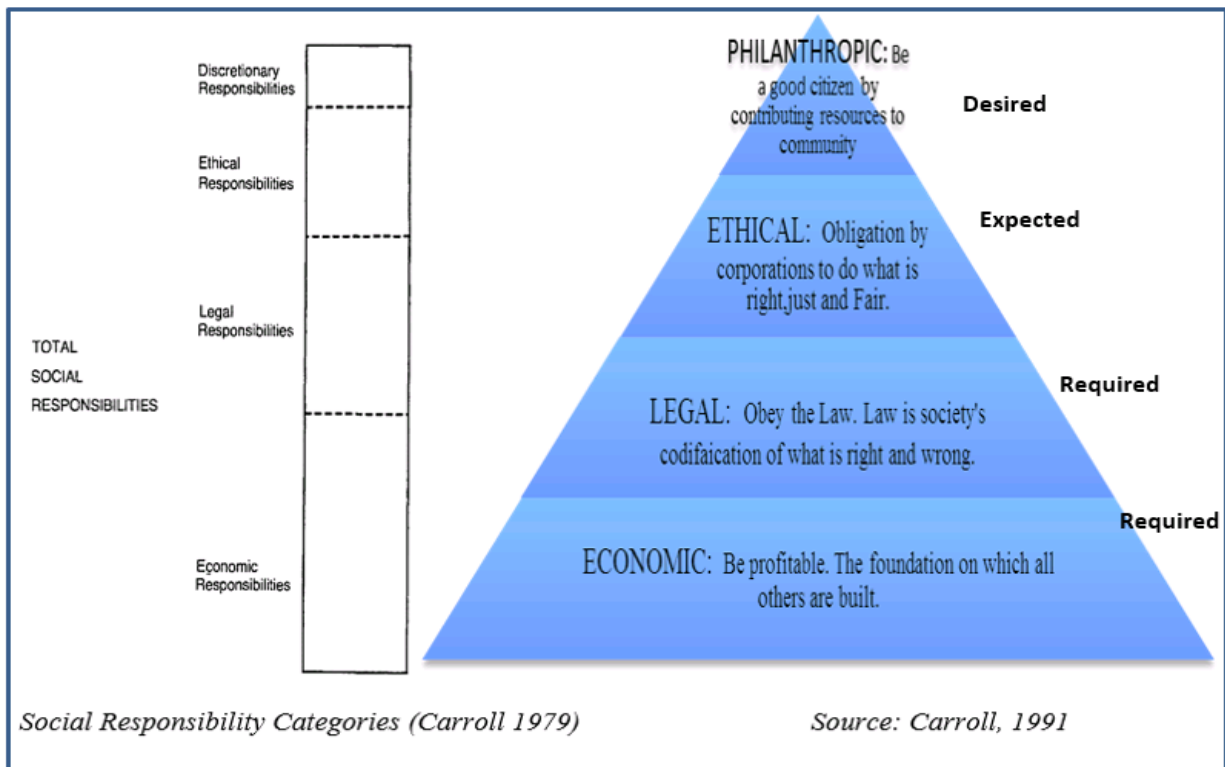 Discretionary
Responsibilities
Ethical
Responsibilities
Legal
Responsibilities
TOTAL
SOCIAL
RESPONSIBILITIES
Economic
Responsibilities
Social Responsibility Categories (Carroll 1979)
PHILANTHROPIC: Be
a good citizen by
contributing resources to
community
Desired
ETHICAL: Obligation by
corporations to do what is
right,just and Fair.
Expected
LEGAL: Obey the Law. Law is society's
codifaication of what is right and wrong.
Required
ECONOMIC: Be profitable. The foundation on which all
others are built.
Required
Source: Carroll, 1991